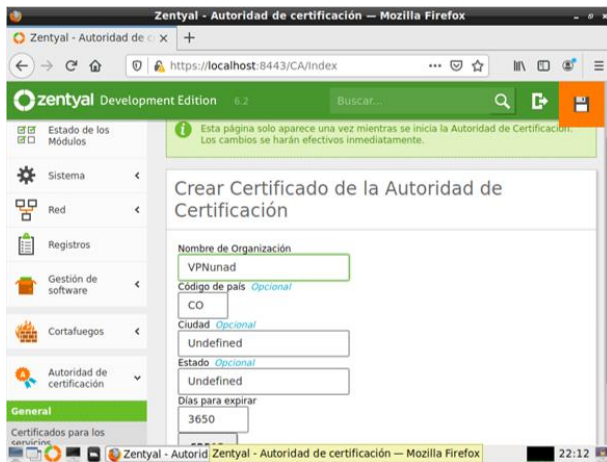 Zentyal - Autoridad de certificación — Mozilla Firefox
Zentyal - Autoridad de c
https://localhost:8443/CA/Index
zentyal Development Edition 6.2
Buscar...
Esta página solo aparece una vez mientras se inicia la Autoridad de Certificación.
Los cambios se harán efectivos inmediatamente.
Estado de los
Módulos
Sistema
Red
Registros
Gestión de
software
Cortafuegos
Autoridad de
certificación
General
Certificados para los
servicios
Crear Certificado de la Autoridad de
Certificación
Nombre de Organización
VPNunad
Código de país Opcional
CO
Ciudad Opcional
Undefined
Estado Opcional
Undefined
Días para expirar
3650
Zentyal - Autorid
Zentyal - Autoridad de certificación — Mozilla Firefox
22:12